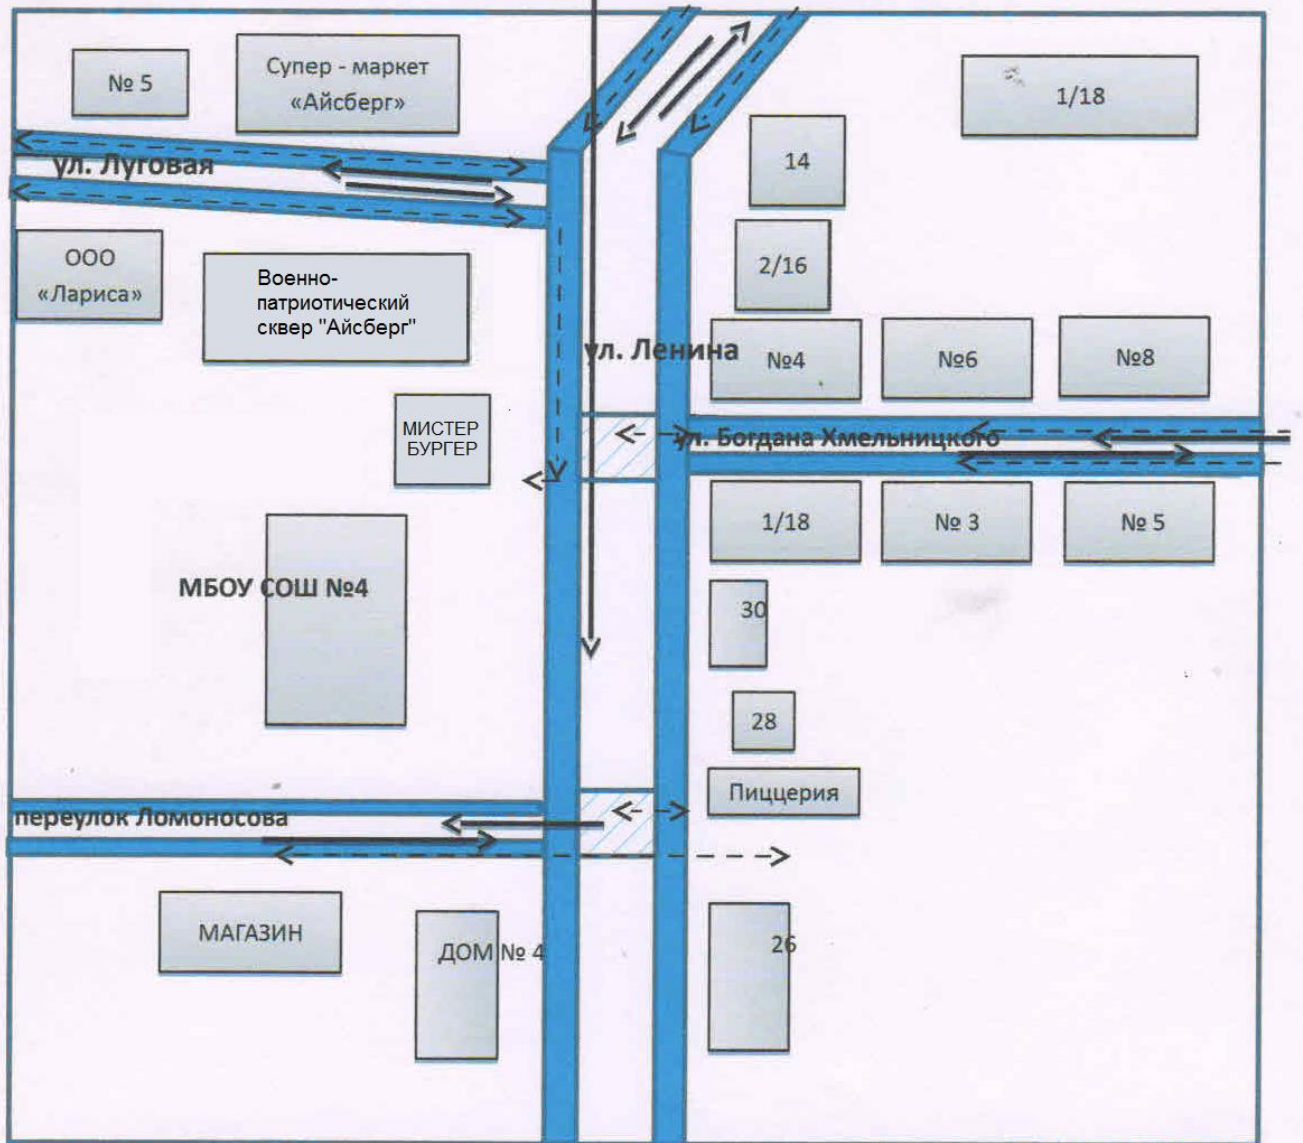 № 5
Супер - маркет
«Айсберг»
1/18
14
ул. Луговая
ООО
«Лариса»
Военно-
патриотический
сквер "Айсберг"
2/16
ул. Ленина
№4
№6
№8
МИСТЕР
БУРГЕР
ул. Богдана Хмельницкого
1/18
№ 3
№ 5
МБОУ СОШ №4
30
28
Пиццерия
переулок Ломоносова
МАГАЗИН
ДОМ № 4
26